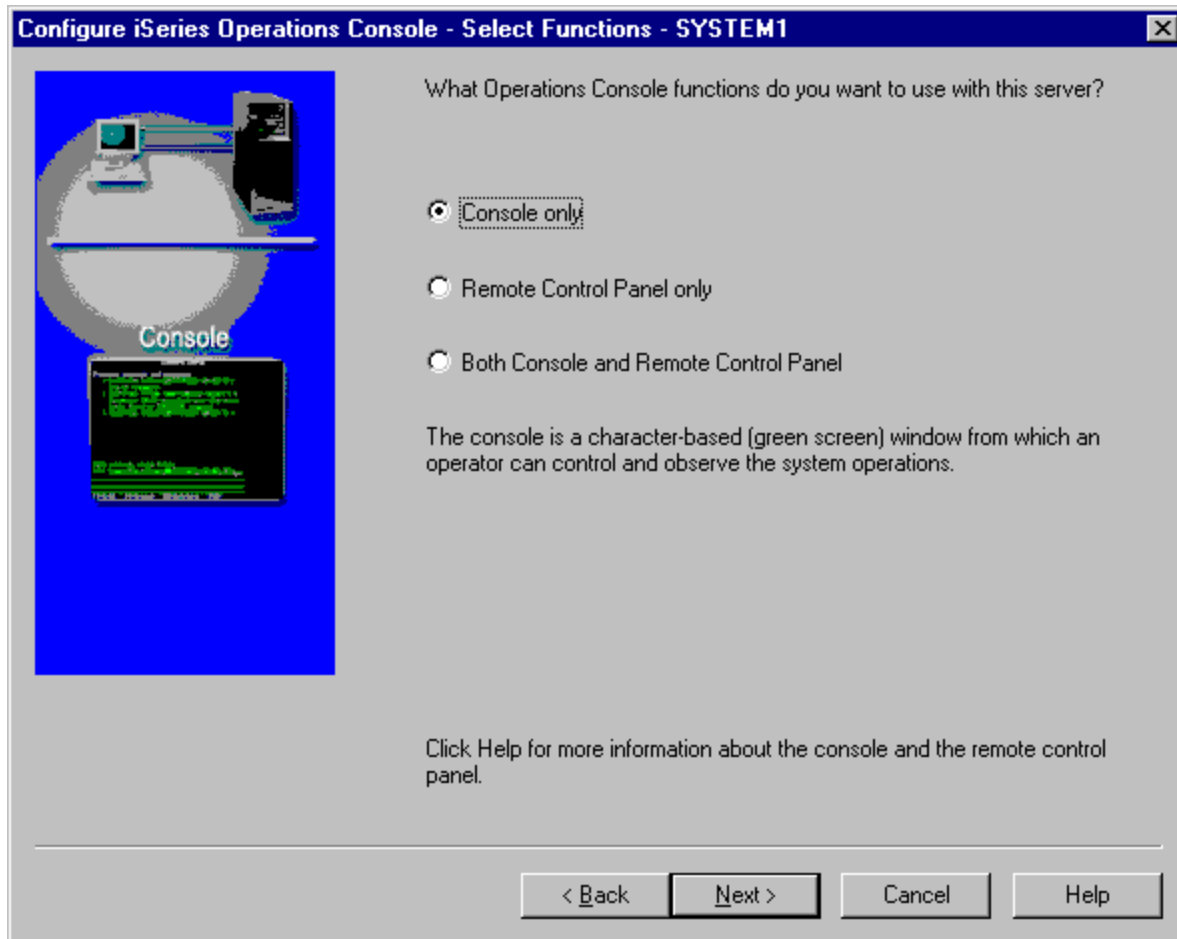 Configure iSeries Operations Console - Select Functions - SYSTEM1
What Operations Console functions do you want to use with this server?
Console only
Remote Control Panel only
Both Console and Remote Control Panel
The console is a character-based (green screen) window from which an
operator can control and observe the system operations.
Console
Click Help for more information about the console and the remote control
panel.
< Back
Next >
Cancel
Help